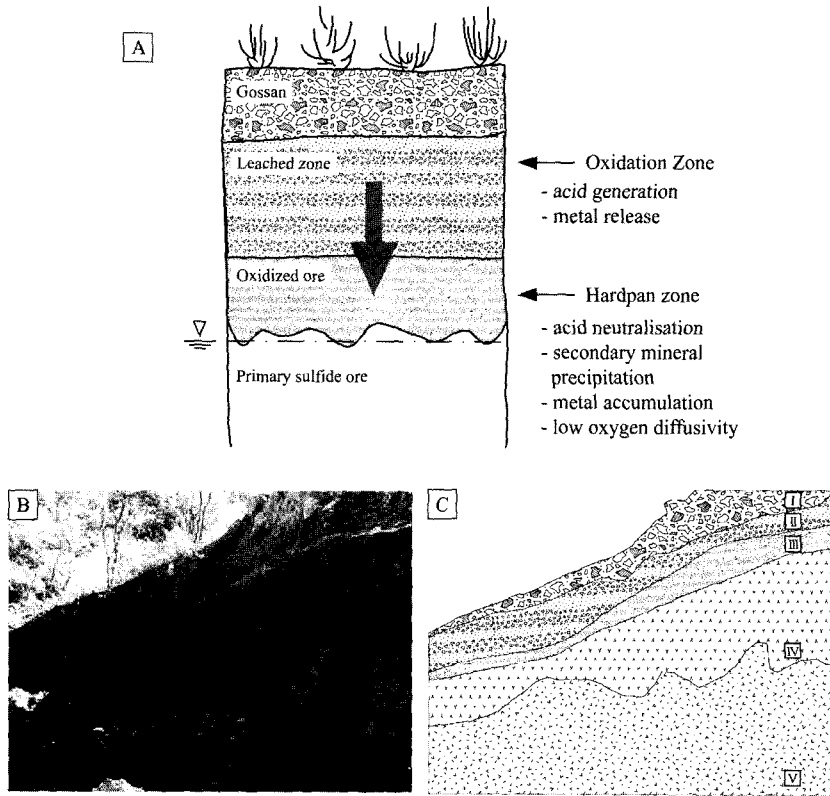 A
Gossan
Leached zone
Oxidation Zone
- acid generation
- metal release
Oxidized ore
Hardpan zone
- acid neutralisation
- secondary mineral
precipitation
- metal accumulation
- low oxygen diffusivity
Primary sulfide ore
B
C
I
II
III
IV
V